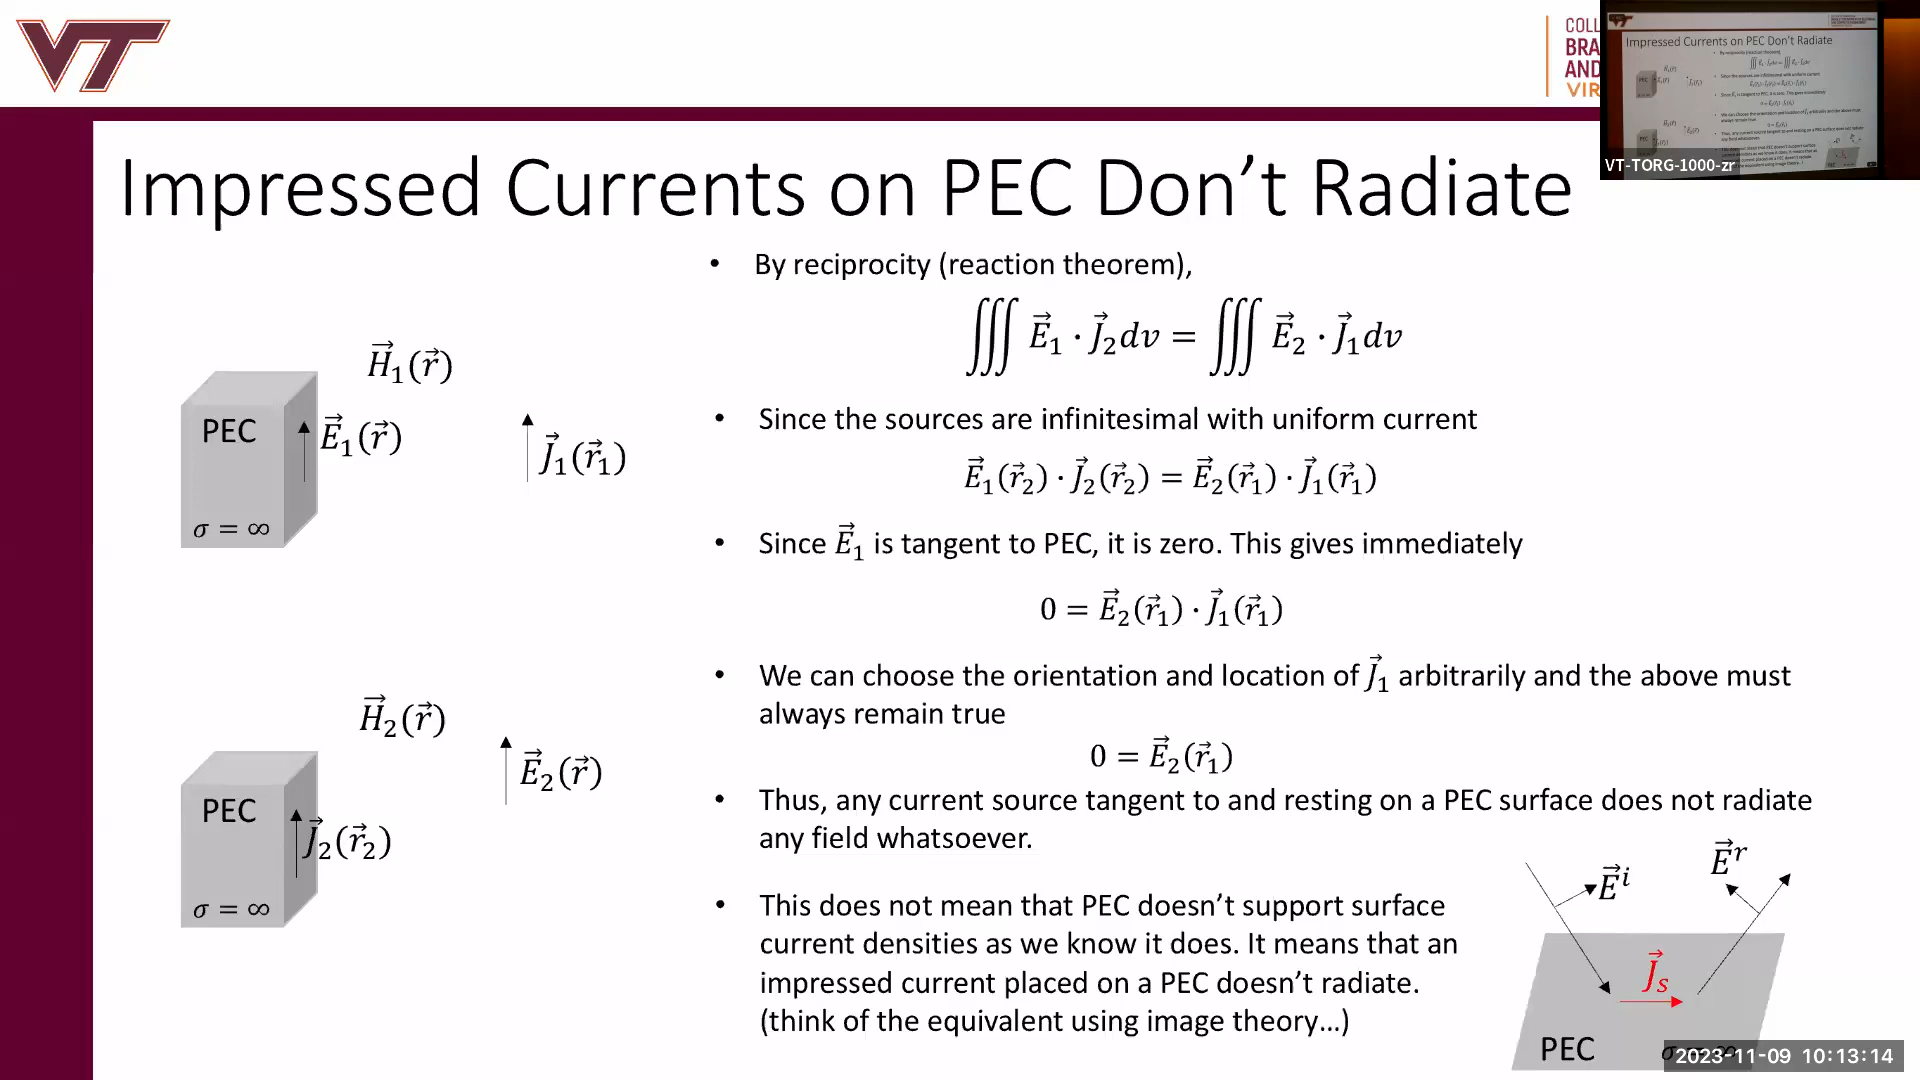 VT
COLL
BRA
AND
VIR
Impressed Currents on PEC Don't Radiate
VT-TORG-1000-zr
Impressed Currents on PEC Don’t Radiate
• By reciprocity (reaction theorem),
∭ E⃗₁ · J⃗₂dv = ∭ E⃗₂ · J⃗₁dv
• Since the sources are infinitesimal with uniform current
E⃗₁(r⃗₂) · J⃗₂(r⃗₂) = E⃗₂(r⃗₁) · J⃗₁(r⃗₁)
• Since E⃗₁ is tangent to PEC, it is zero. This gives immediately
0 = E⃗₂(r⃗₁) · J⃗₁(r⃗₁)
• We can choose the orientation and location of J⃗₁ arbitrarily and the above must
always remain true
0 = E⃗₂(r⃗₁)
• Thus, any current source tangent to and resting on a PEC surface does not radiate
any field whatsoever.
• This does not mean that PEC doesn’t support surface
current densities as we know it does. It means that an
impressed current placed on a PEC doesn’t radiate.
(think of the equivalent using image theory…)
H⃗₁(r⃗)
PEC
E⃗₁(r⃗)
J⃗₁(r⃗₁)
σ = ∞
H⃗₂(r⃗)
E⃗₂(r⃗)
PEC
J⃗₂(r⃗₂)
σ = ∞
E⃗ⁱ
E⃗ʳ
J⃗ₛ
PEC
2023-11-09 10:13:14